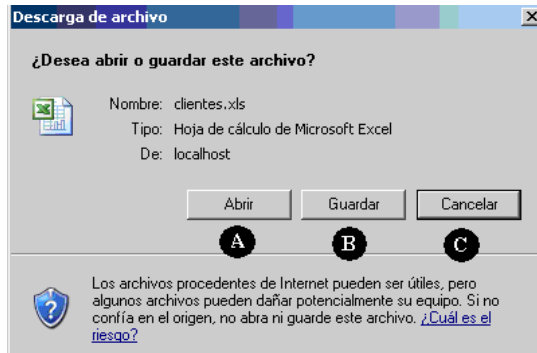 Descarga de archivo
¿Desea abrir o guardar este archivo?
Nombre: clientes.xls
Tipo: Hoja de cálculo de Microsoft Excel
De: localhost
Abrir Guardar Cancelar
A B C
Los archivos procedentes de Internet pueden ser útiles, pero
algunos archivos pueden dañar potencialmente su equipo. Si no
confía en el origen, no abra ni guarde este archivo. ¿Cuál es el
riesgo?